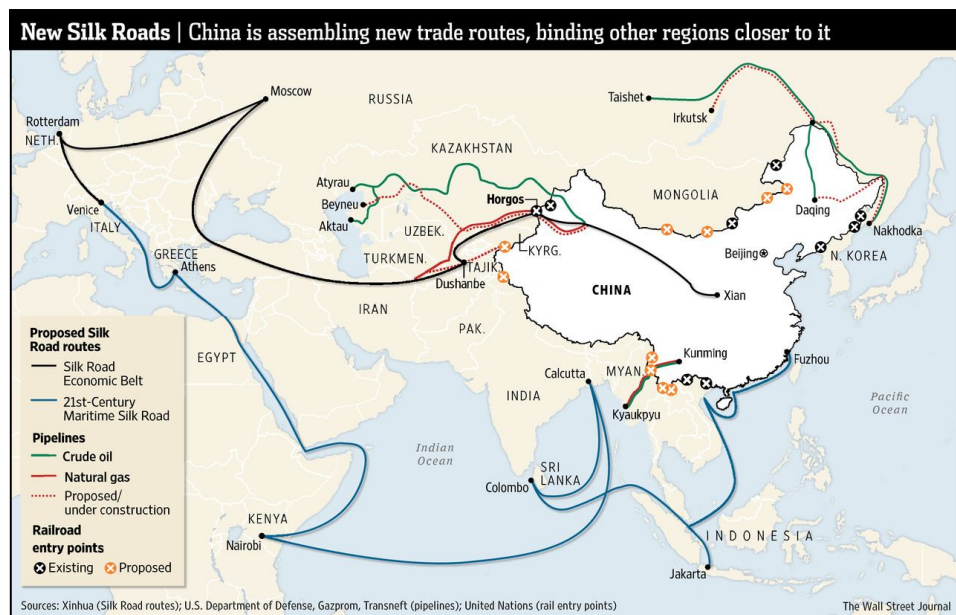 New Silk Roads | China is assembling new trade routes, binding other regions closer to it
Moscow
RUSSIA
Taishet
Irkutsk
Rotterdam
NETH.
KAZAKHSTAN
Atyrau
Beyneu
Aktau
Horgos
MONGOLIA
Daqing
Nakhodka
Venice
ITALY
UZBEK.
KYRG.
Beijing
N. KOREA
GREECE
Athens
TURKMEN.
TAJIK.
Dushanbe
CHINA
Xian
IRAN
PAK.
Proposed Silk
Road routes
Silk Road
Economic Belt
21st-Century
Maritime Silk Road
Pipelines
Crude oil
Natural gas
Proposed/
under construction
Railroad
entry points
Existing
Proposed
EGYPT
Calcutta
MYAN.
Kunming
Fuzhou
INDIA
Kyaukpyu
Pacific
Ocean
Indian
Ocean
SRI
LANKA
Colombo
KENYA
Nairobi
INDONESIA
Jakarta
Sources: Xinhua (Silk Road routes); U.S. Department of Defense, Gazprom, Transneft (pipelines); United Nations (rail entry points)
The Wall Street Journal